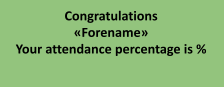 Congratulations
«Forename»
Your attendance percentage is %